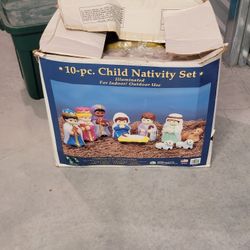 10-pc. Child Nativity Set
Illuminated
For Indoor/Outdoor Use